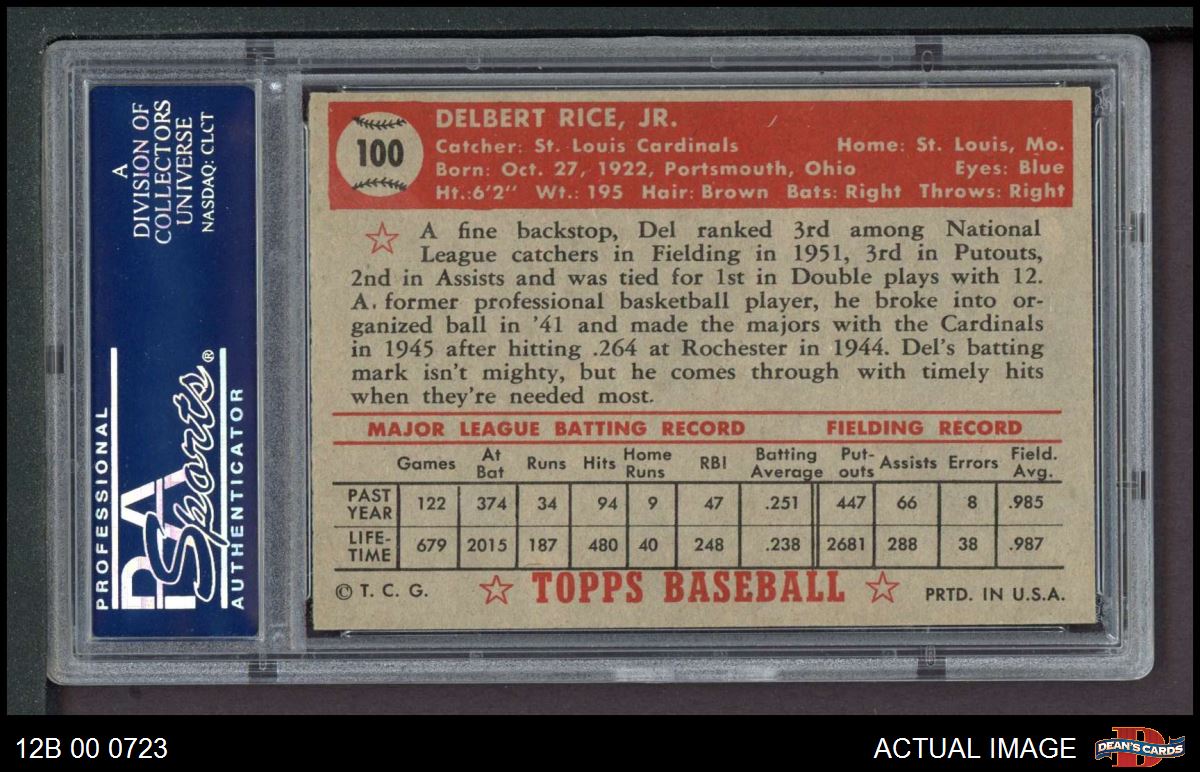 A
DIVISION OF
COLLECTORS
UNIVERSE
NASDAQ: CLCT
PROFESSIONAL
PSA
Sports®
AUTHENTICATOR
100
DELBERT RICE, JR.
Catcher: St. Louis Cardinals Home: St. Louis, Mo.
Born: Oct. 27, 1922, Portsmouth, Ohio Eyes: Blue
Ht.:6'2" Wt.: 195 Hair: Brown Bats: Right Throws: Right
A fine backstop, Del ranked 3rd among National
League catchers in Fielding in 1951, 3rd in Putouts,
2nd in Assists and was tied for 1st in Double plays with 12.
A. former professional basketball player, he broke into or-
ganized ball in '41 and made the majors with the Cardinals
in 1945 after hitting .264 at Rochester in 1944. Del's batting
mark isn't mighty, but he comes through with timely hits
when they're needed most.
MAJOR LEAGUE BATTING RECORD FIELDING RECORD
Games At Bat Runs Hits Home Runs RBI Batting Average Put-outs Assists Errors Field. Avg.
PAST YEAR 122 374 34 94 9 47 .251 447 66 8 .985
LIFE-TIME 679 2015 187 480 40 248 .238 2681 288 38 .987
© T. C. G. TOPPS BASEBALL PRTD. IN U.S.A.
12B 00 0723 ACTUAL IMAGE DEAN'S CARDS